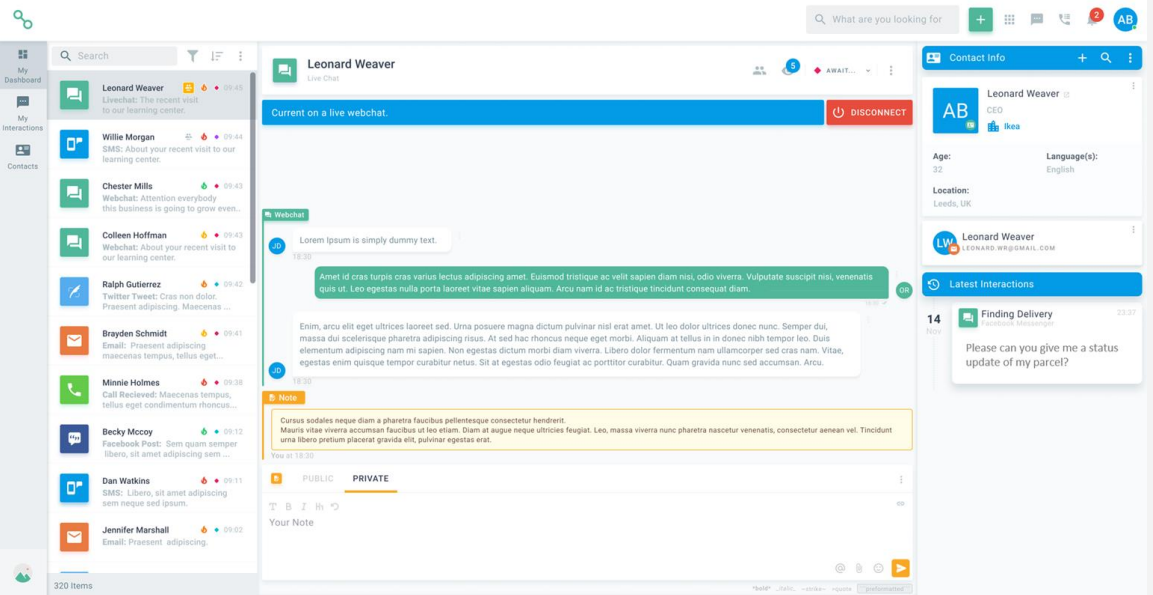 What are you looking for
2
AB
My
Dashboard
My
Interactions
Contacts
Search
Leonard Weaver 09:45
Livechat: The recent visit
to our learning center.
Willie Morgan 09:44
SMS: About your recent visit to our
learning center.
Chester Mills 09:43
Webchat: Attention everybody
this business is going to grow even..
Colleen Hoffman 09:43
Webchat: About your recent visit to
our learning center.
Ralph Gutierrez 09:42
Twitter Tweet: Cras non dolor.
Praesent adipiscing. Maecenas ...
Brayden Schmidt 09:41
Email: Praesent adipiscing
maecenas tempus, tellus eget...
Minnie Holmes 09:38
Call Recieved: Maecenas tempus,
tellus eget condimentum rhoncus...
Becky Mccoy 09:12
Facebook Post: Sem quam semper
libero, sit amet adipiscing sem ...
Dan Watkins 09:11
SMS: Libero, sit amet adipiscing
sem neque sed ipsum.
Jennifer Marshall 09:02
Email: Praesent adipiscing.
320 Items
Leonard Weaver
Live Chat
5
AWAIT...
Current on a live webchat.
DISCONNECT
Webchat
JD
Lorem Ipsum is simply dummy text.
18:30
Amet id cras turpis cras varius lectus adipiscing amet. Euismod tristique ac velit sapien diam nisi, odio viverra. Vulputate suscipit nisi, venenatis
quis ut. Leo egestas nulla porta laoreet vitae sapien aliquam. Arcu nam id ac tristique tincidunt consequat diam.
OR
18:30
Enim, arcu elit eget ultrices laoreet sed. Urna posuere magna dictum pulvinar nisl erat amet. Ut leo dolor ultrices donec nunc. Semper dui,
massa dui scelerisque pharetra adipiscing risus. At sed hac rhoncus neque eget morbi. Aliquam at tellus in in donec nibh tempor leo. Duis
elementum adipiscing nam mi sapien. Non egestas dictum morbi diam viverra. Libero dolor fermentum nam ullamcorper sed cras nam. Vitae,
egestas enim quisque tempor curabitur netus. Sit at egestas odio feugiat ac porttitor curabitur. Quam gravida nunc sed accumsan. Arcu.
JD
18:30
Note
Cursus sodales neque diam a pharetra faucibus pellentesque consectetur hendrerit.
Mauris vitae viverra accumsan faucibus ut leo etiam. Diam at augue neque ultricies feugiat. Leo, massa viverra nunc pharetra nascetur venenatis, consectetur aenean vel. Tincidunt
urna libero pretium placerat gravida elit, pulvinar egestas erat.
You at 18:30
PUBLIC
PRIVATE
Your Note
*bold* _italic_ ~strike~ >quote preformatted
Contact Info
AB
Leonard Weaver
CEO
Ikea
Age:
32
Language(s):
English
Location:
Leeds, UK
LW
Leonard Weaver
LEONARD.WR@GMAIL.COM
Latest Interactions
14
Nov
Finding Delivery 23:37
Facebook Messenger
Please can you give me a status
update of my parcel?